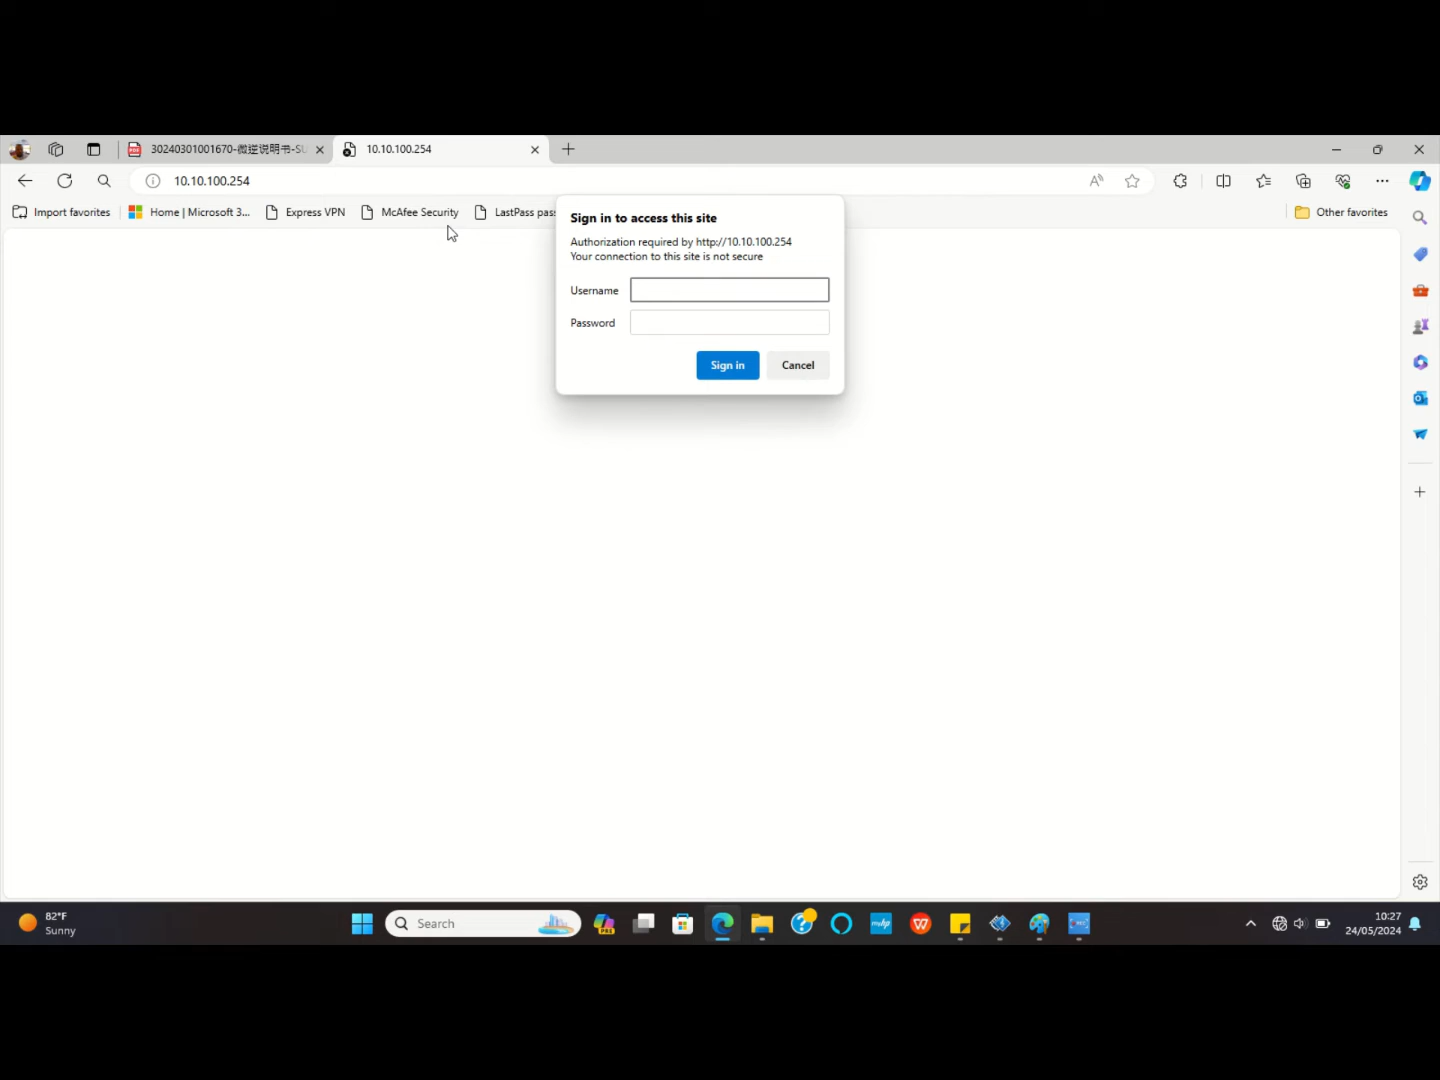 30240301001670-微逆说明书-SU
10.10.100.254
10.10.100.254
Import favorites
Home | Microsoft 3...
Express VPN
McAfee Security
LastPass pas
Other favorites
Sign in to access this site
Authorization required by http://10.10.100.254
Your connection to this site is not secure
Username
Password
Sign in
Cancel
82°F
Sunny
Search
10:27
24/05/2024